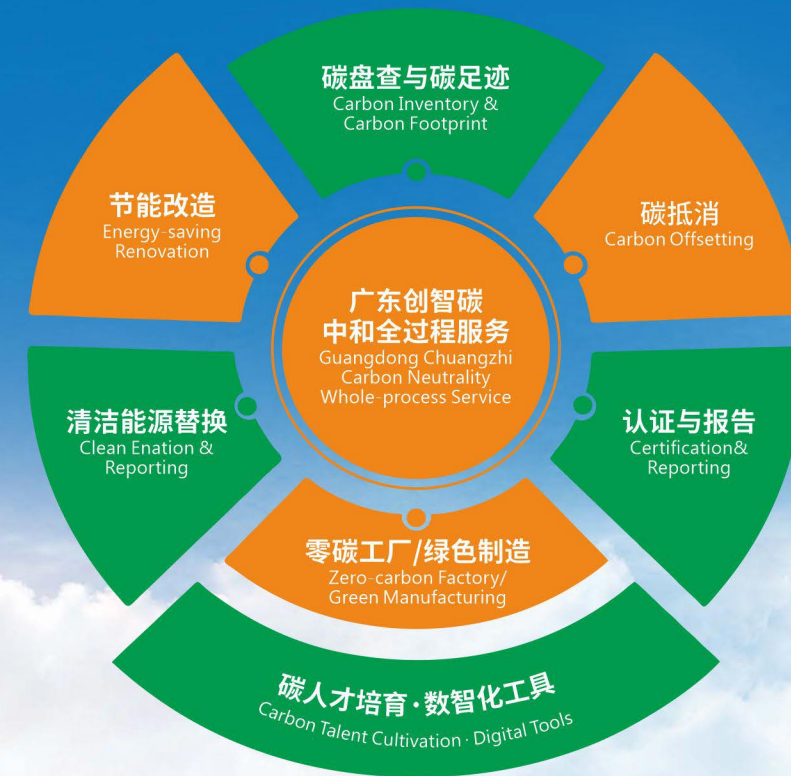 碳盘查与碳足迹
Carbon Inventory &
Carbon Footprint
节能改造
Energy-saving
Renovation
碳抵消
Carbon Offsetting
广东创智碳
中和全过程服务
Guangdong Chuangzhi
Carbon Neutrality
Whole-process Service
清洁能源替换
Clean Enation &
Reporting
认证与报告
Certification&
Reporting
零碳工厂/绿色制造
Zero-carbon Factory/
Green Manufacturing
碳人才培育·数智化工具
Carbon Talent Cultivation · Digital Tools